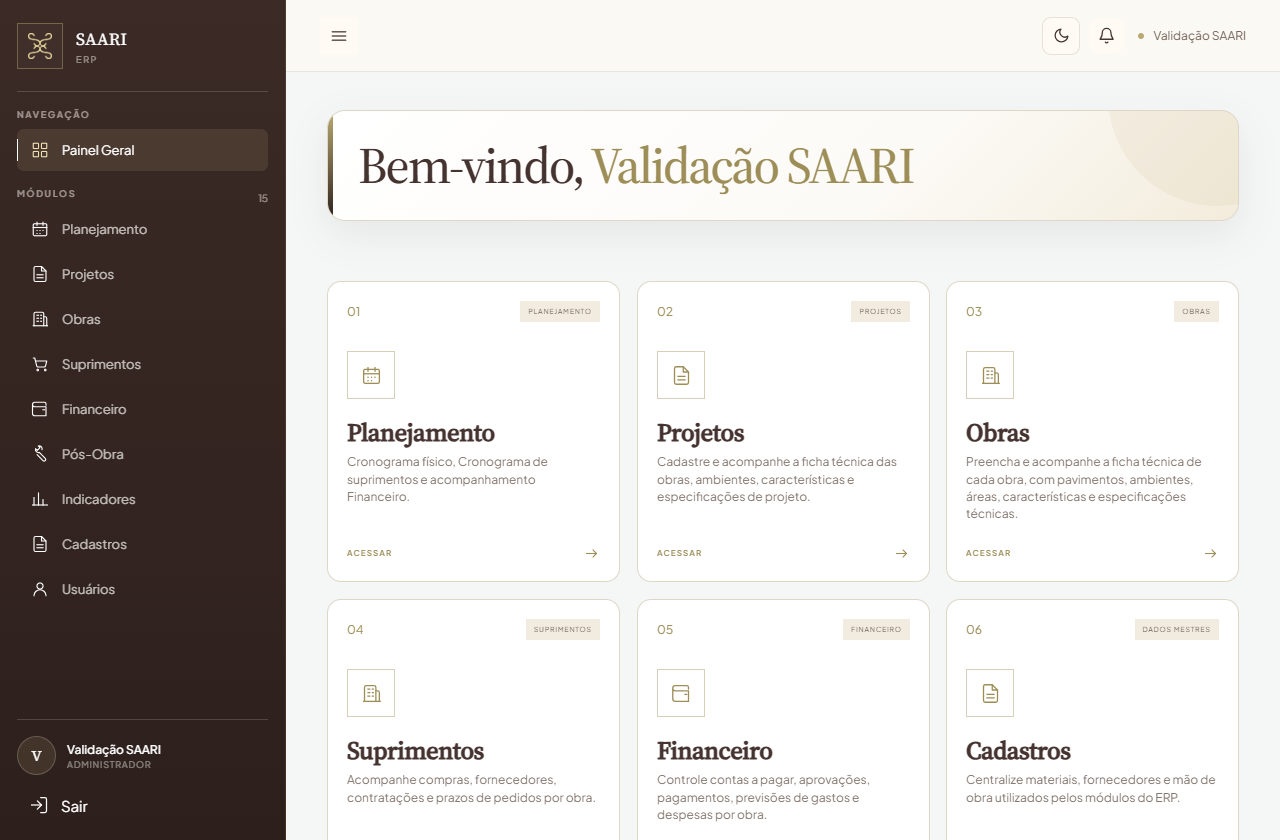 SAARI
ERP
NAVEGAÇÃO
Painel Geral
MÓDULOS
15
Planejamento
Projetos
Obras
Suprimentos
Financeiro
Pós-Obra
Indicadores
Cadastros
Usuários
V
Validação SAARI
ADMINISTRADOR
Sair
Validação SAARI
Bem-vindo, Validação SAARI
01
PLANEJAMENTO
Planejamento
Cronograma físico, Cronograma de
suprimentos e acompanhamento
Financeiro.
ACESSAR
02
PROJETOS
Projetos
Cadastre e acompanhe a ficha técnica das
obras, ambientes, características e
especificações de projeto.
ACESSAR
03
OBRAS
Obras
Preencha e acompanhe a ficha técnica de
cada obra, com pavimentos, ambientes,
áreas, características e especificações
técnicas.
ACESSAR
04
SUPRIMENTOS
Suprimentos
Acompanhe compras, fornecedores,
contratações e prazos de pedidos por obra.
05
FINANCEIRO
Financeiro
Controle contas a pagar, aprovações,
pagamentos, previsões de gastos e
despesas por obra.
06
DADOS MESTRES
Cadastros
Centralize materiais, fornecedores e mão de
obra utilizados pelos módulos do ERP.